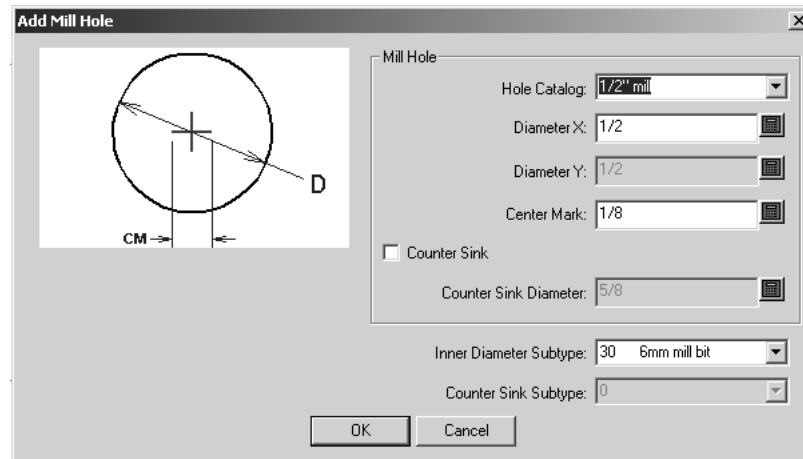 Add Mill Hole
D
CM
Mill Hole
Hole Catalog: 1/2" mill
Diameter X: 1/2
Diameter Y: 1/2
Center Mark: 1/8
Counter Sink
Counter Sink Diameter: 5/8
Inner Diameter Subtype: 30 6mm mill bit
Counter Sink Subtype: 0
OK Cancel